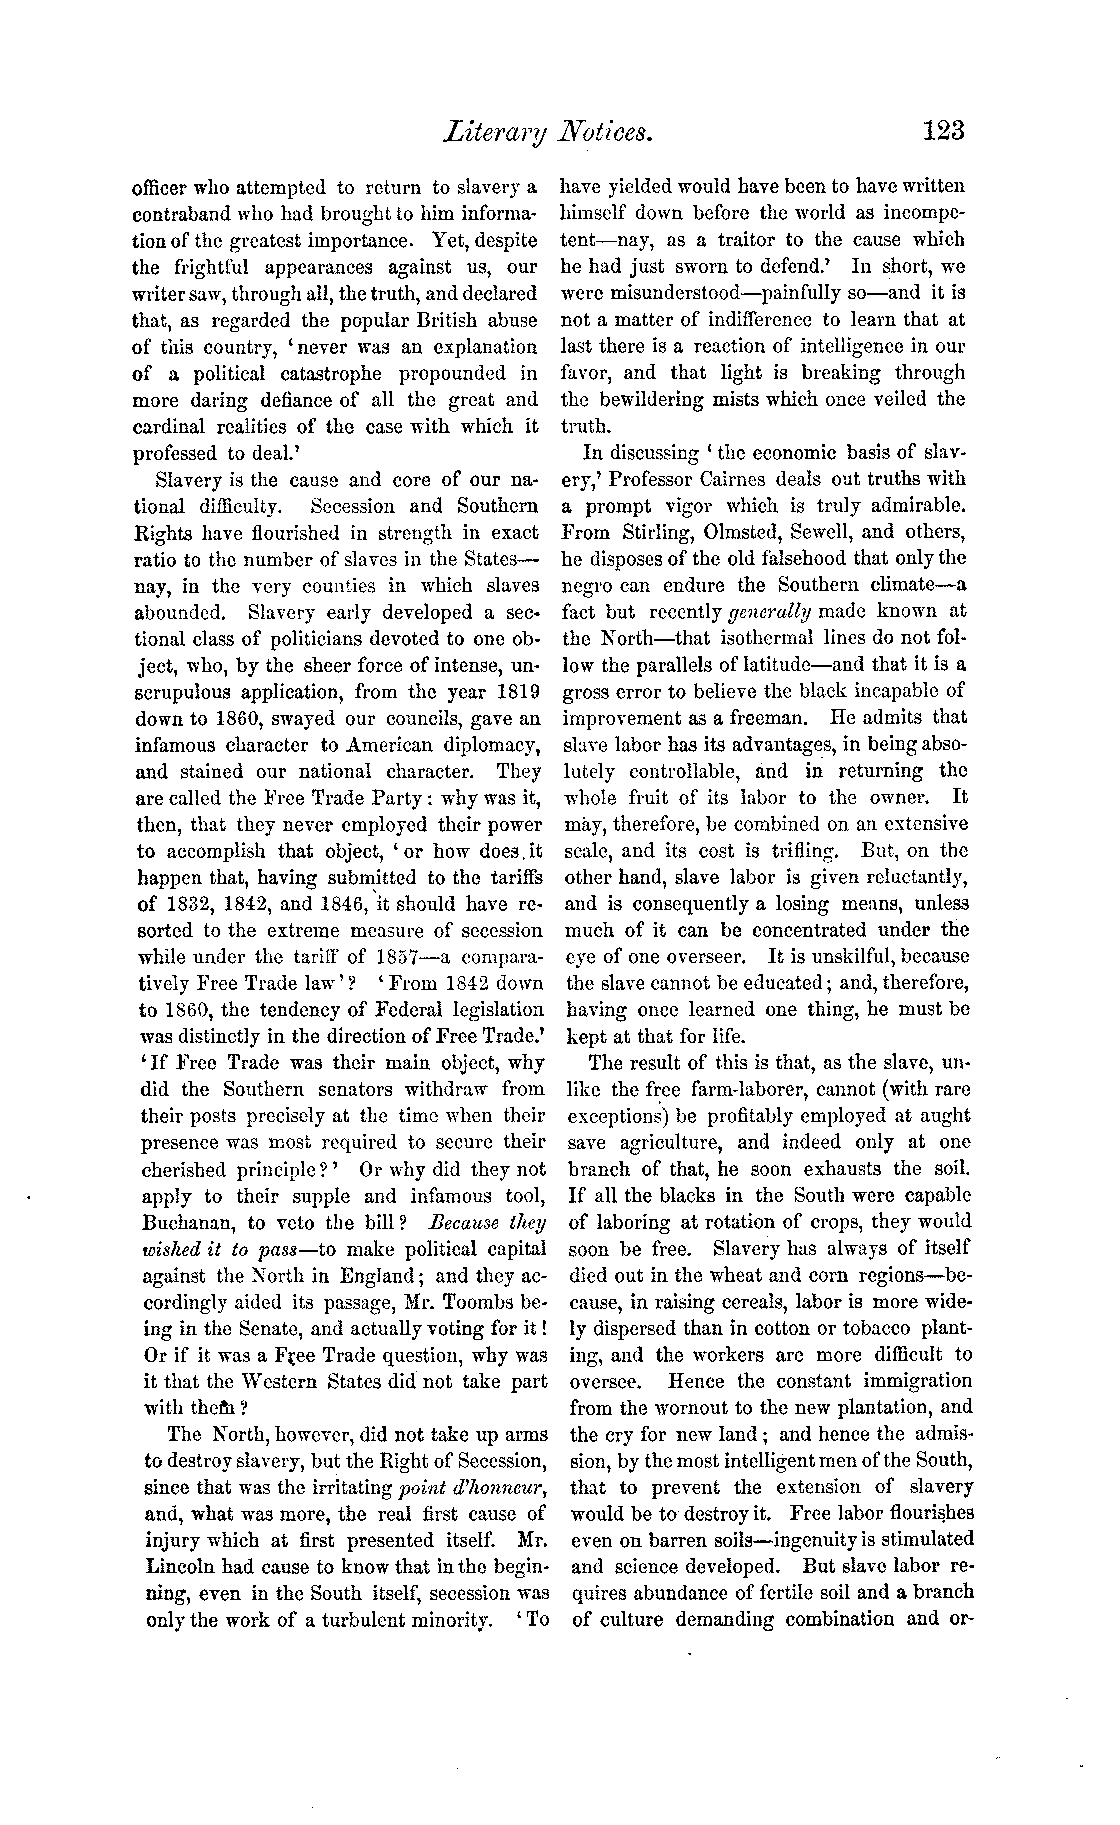 Literary Notices. 123
officer who attempted to return to slavery a
contraband who had brought to him informa-
tion of the greatest importance. Yet, despite
the frightful appearances against us, our
writer saw, through all, the truth, and declared
that, as regarded the popular British abuse
of this country, ‘never was an explanation
of a political catastrophe propounded in
more daring defiance of all the great and
cardinal realities of the case with which it
professed to deal.’
Slavery is the cause and core of our na-
tional difficulty. Secession and Southern
Rights have flourished in strength in exact
ratio to the number of slaves in the States—
nay, in the very counties in which slaves
abounded. Slavery early developed a sec-
tional class of politicians devoted to one ob-
ject, who, by the sheer force of intense, un-
scrupulous application, from the year 1819
down to 1860, swayed our councils, gave an
infamous character to American diplomacy,
and stained our national character. They
are called the Free Trade Party: why was it,
then, that they never employed their power
to accomplish that object, ‘or how does it
happen that, having submitted to the tariffs
of 1832, 1842, and 1846, it should have re-
sorted to the extreme measure of secession
while under the tariff of 1857—a compara-
tively Free Trade law’? ‘From 1842 down
to 1860, the tendency of Federal legislation
was distinctly in the direction of Free Trade.’
‘If Free Trade was their main object, why
did the Southern senators withdraw from
their posts precisely at the time when their
presence was most required to secure their
cherished principle?’ Or why did they not
apply to their supple and infamous tool,
Buchanan, to veto the bill? Because they
wished it to pass—to make political capital
against the North in England; and they ac-
cordingly aided its passage, Mr. Toombs be-
ing in the Senate, and actually voting for it!
Or if it was a Free Trade question, why was
it that the Western States did not take part
with them?
The North, however, did not take up arms
to destroy slavery, but the Right of Secession,
since that was the irritating point d’honneur,
and, what was more, the real first cause of
injury which at first presented itself. Mr.
Lincoln had cause to know that in the begin-
ning, even in the South itself, secession was
only the work of a turbulent minority. ‘To
have yielded would have been to have written
himself down before the world as incompe-
tent—nay, as a traitor to the cause which
he had just sworn to defend.’ In short, we
were misunderstood—painfully so—and it is
not a matter of indifference to learn that at
last there is a reaction of intelligence in our
favor, and that light is breaking through
the bewildering mists which once veiled the
truth.
In discussing ‘the economic basis of slav-
ery,’ Professor Cairnes deals out truths with
a prompt vigor which is truly admirable.
From Stirling, Olmsted, Sewell, and others,
he disposes of the old falsehood that only the
negro can endure the Southern climate—a
fact but recently generally made known at
the North—that isothermal lines do not fol-
low the parallels of latitude—and that it is a
gross error to believe the black incapable of
improvement as a freeman. He admits that
slave labor has its advantages, in being abso-
lutely controllable, and in returning the
whole fruit of its labor to the owner. It
may, therefore, be combined on an extensive
scale, and its cost is trifling. But, on the
other hand, slave labor is given reluctantly,
and is consequently a losing means, unless
much of it can be concentrated under the
eye of one overseer. It is unskilful, because
the slave cannot be educated; and, therefore,
having once learned one thing, he must be
kept at that for life.
The result of this is that, as the slave, un-
like the free farm-laborer, cannot (with rare
exceptions) be profitably employed at aught
save agriculture, and indeed only at one
branch of that, he soon exhausts the soil.
If all the blacks in the South were capable
of laboring at rotation of crops, they would
soon be free. Slavery has always of itself
died out in the wheat and corn regions—be-
cause, in raising cereals, labor is more wide-
ly dispersed than in cotton or tobacco plant-
ing, and the workers are more difficult to
oversee. Hence the constant immigration
from the wornout to the new plantation, and
the cry for new land; and hence the admis-
sion, by the most intelligent men of the South,
that to prevent the extension of slavery
would be to destroy it. Free labor flourishes
even on barren soils—ingenuity is stimulated
and science developed. But slave labor re-
quires abundance of fertile soil and a branch
of culture demanding combination and or-